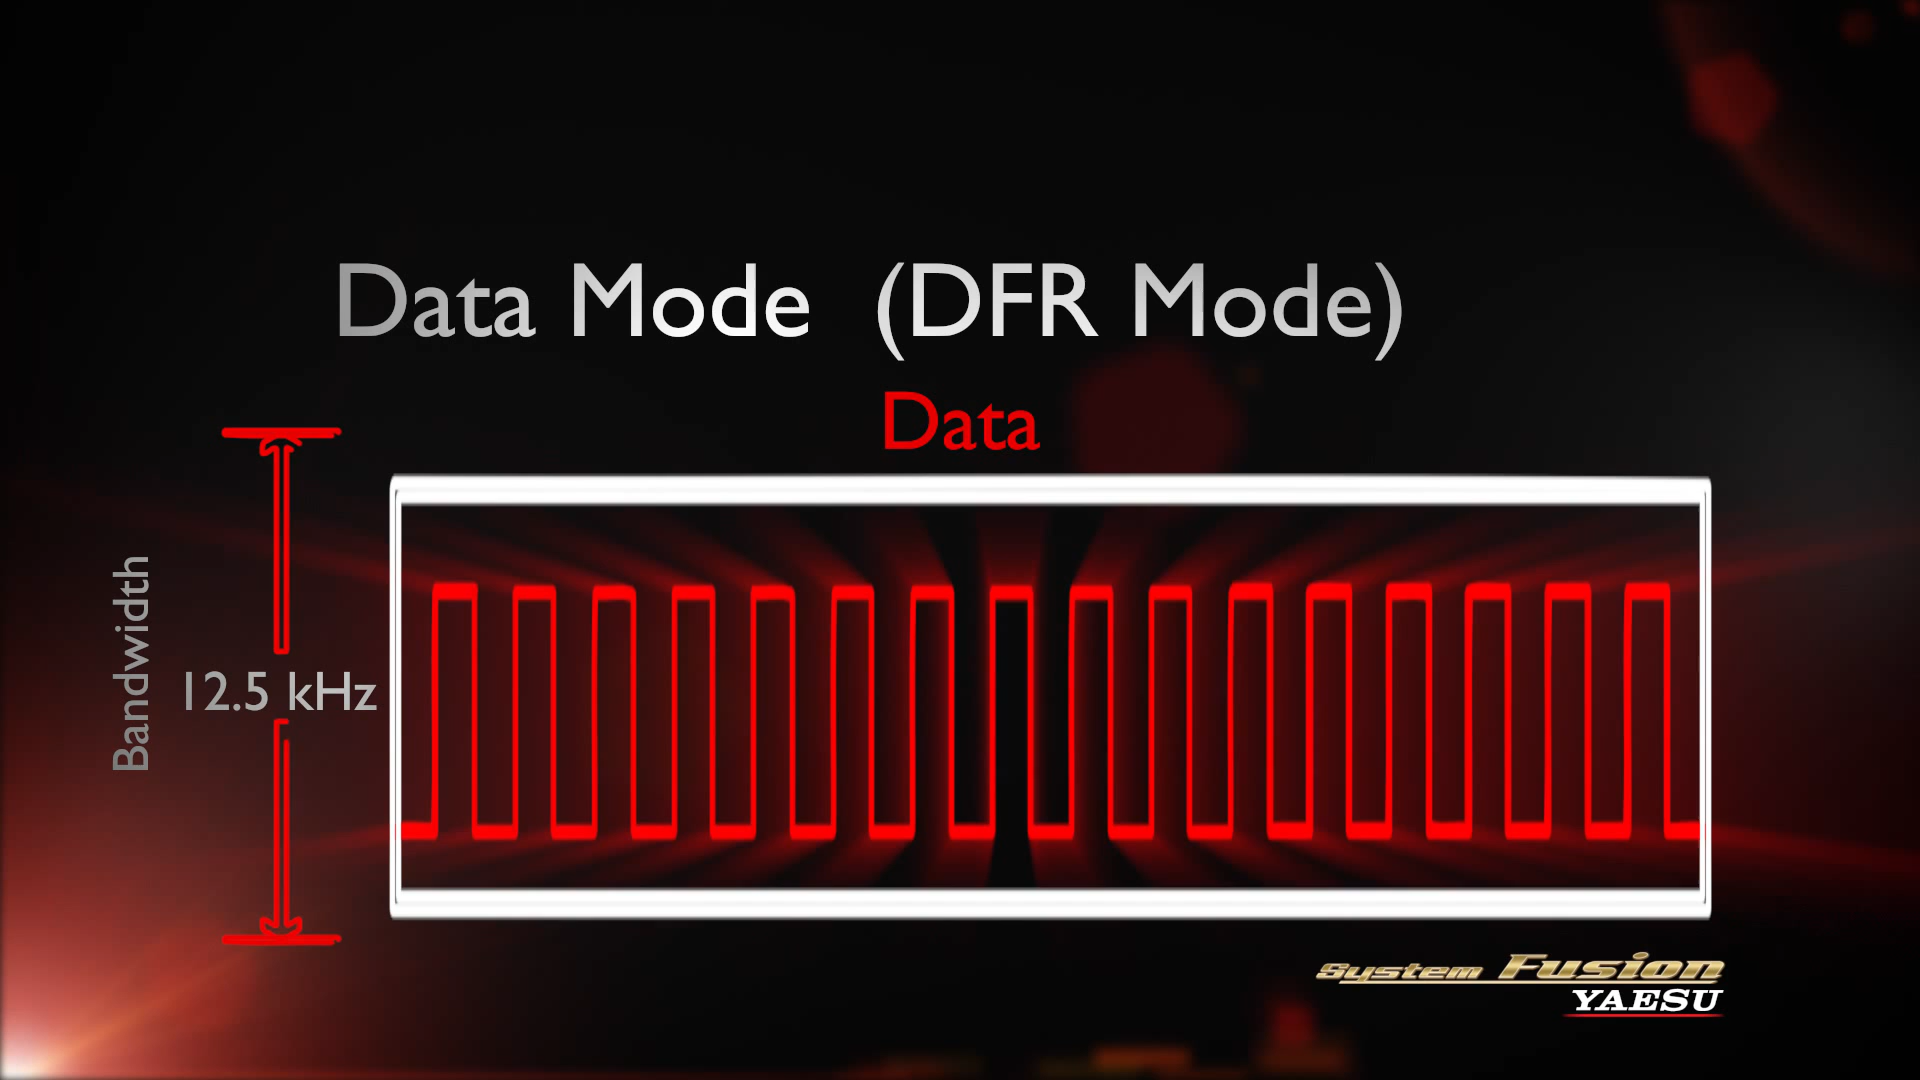 Data Mode (DFR Mode)
Data
Bandwidth
12.5 kHz
System Fusion
YAESU